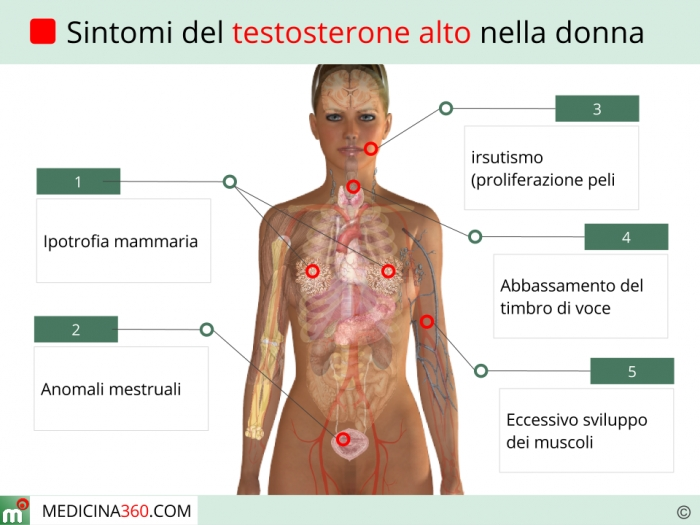 Sintomi del testosterone alto nella donna
1
Ipotrofia mammaria
2
Anomali mestruali
3
irsutismo
(proliferazione peli
4
Abbassamento del
timbro di voce
5
Eccessivo sviluppo
dei muscoli
m
MEDICINA360.COM
©